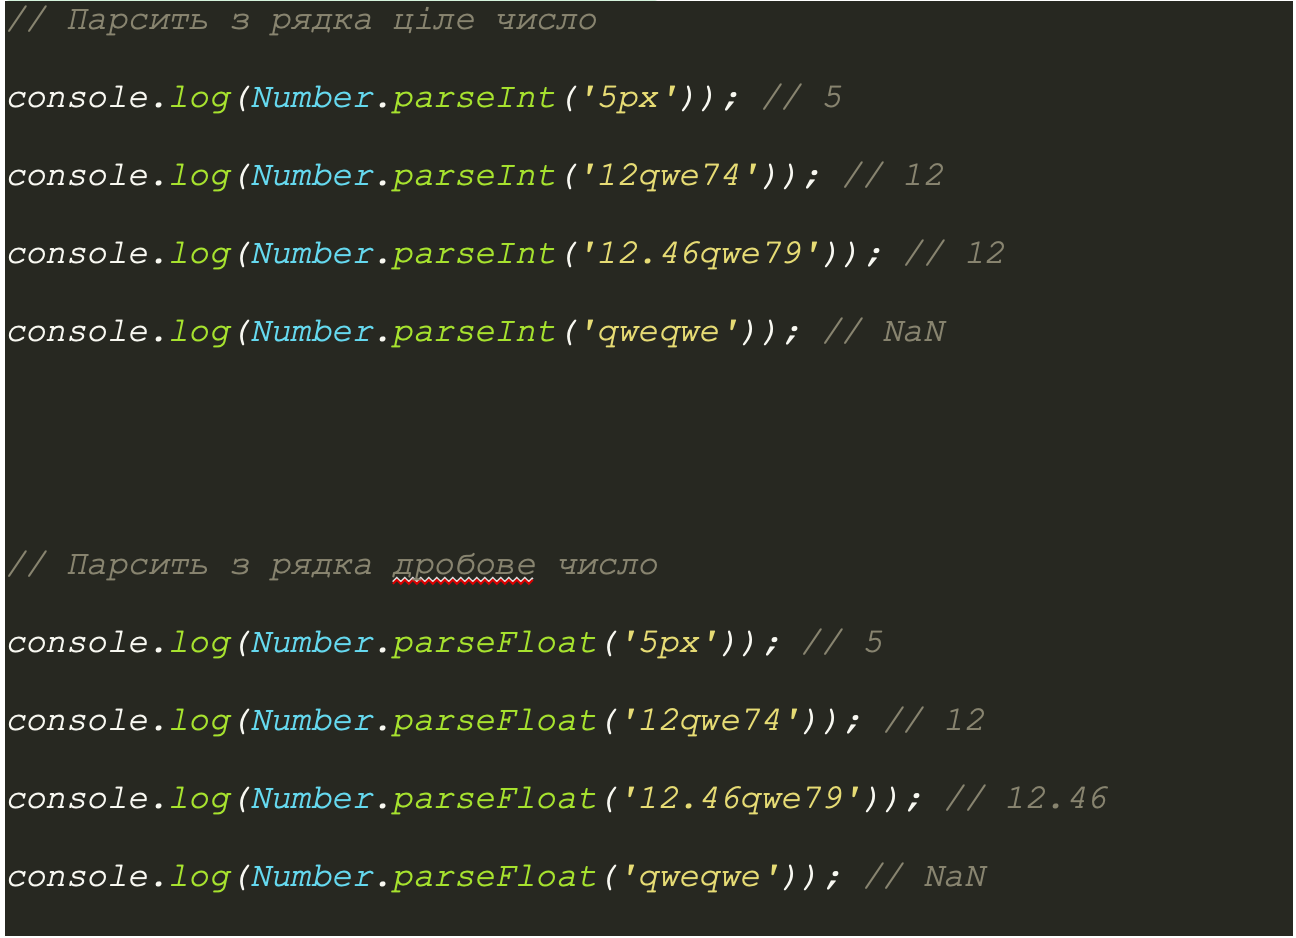 // Парсить з рядка ціле число
console.log(Number.parseInt('5px')); // 5
console.log(Number.parseInt('12qwe74')); // 12
console.log(Number.parseInt('12.46qwe79')); // 12
console.log(Number.parseInt('qweqwe')); // NaN
// Парсить з рядка дробове число
console.log(Number.parseFloat('5px')); // 5
console.log(Number.parseFloat('12qwe74')); // 12
console.log(Number.parseFloat('12.46qwe79')); // 12.46
console.log(Number.parseFloat('qweqwe')); // NaN